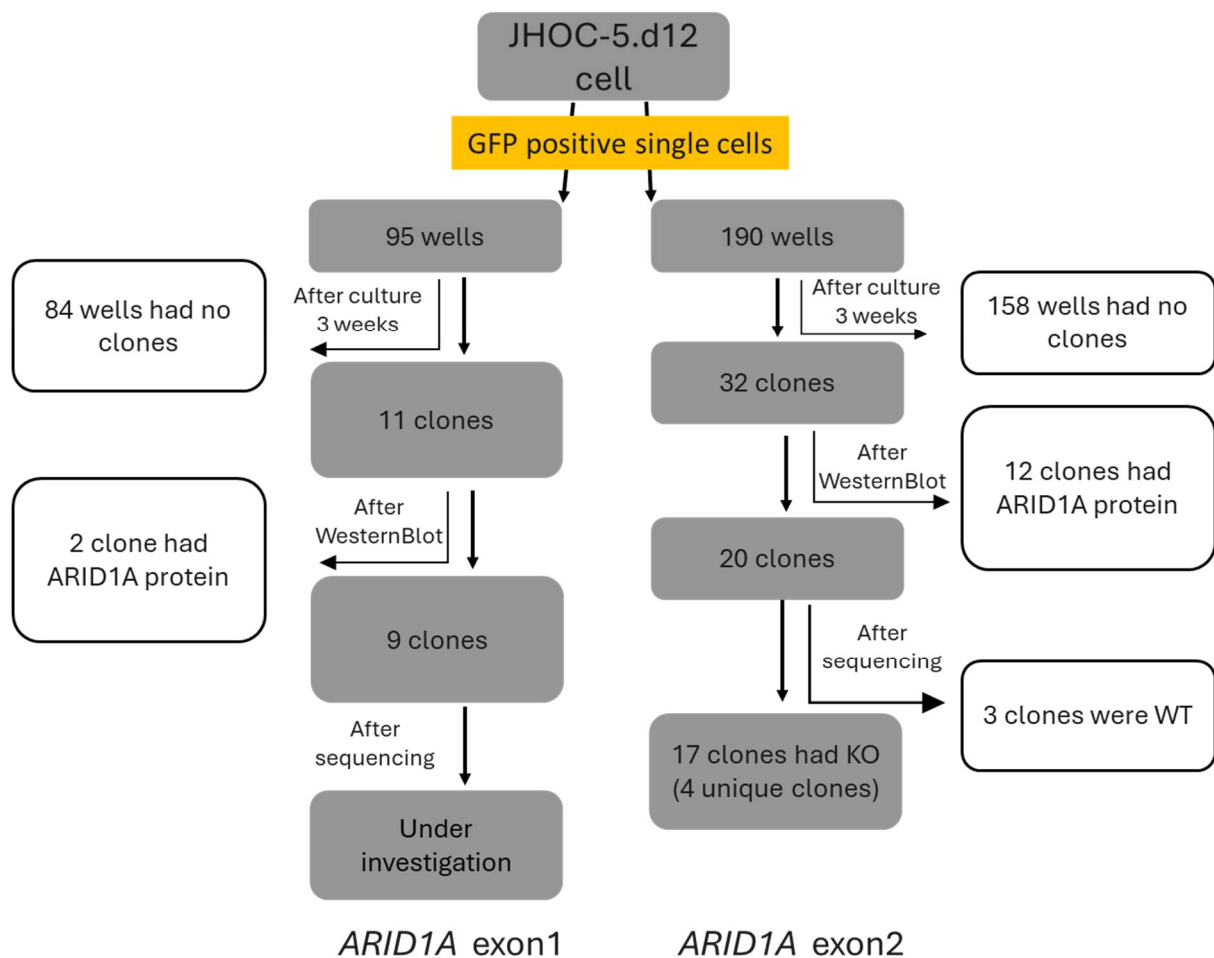 JHOC-5.d12
cell
GFP positive single cells
95 wells
190 wells
84 wells had no
clones
After culture
3 weeks
After culture
3 weeks
158 wells had no
clones
11 clones
32 clones
2 clone had
ARID1A protein
After
WesternBlot
After
WesternBlot
12 clones had
ARID1A protein
9 clones
20 clones
After
sequencing
After
sequencing
3 clones were WT
Under
investigation
17 clones had KO
(4 unique clones)
ARID1A exon1
ARID1A exon2